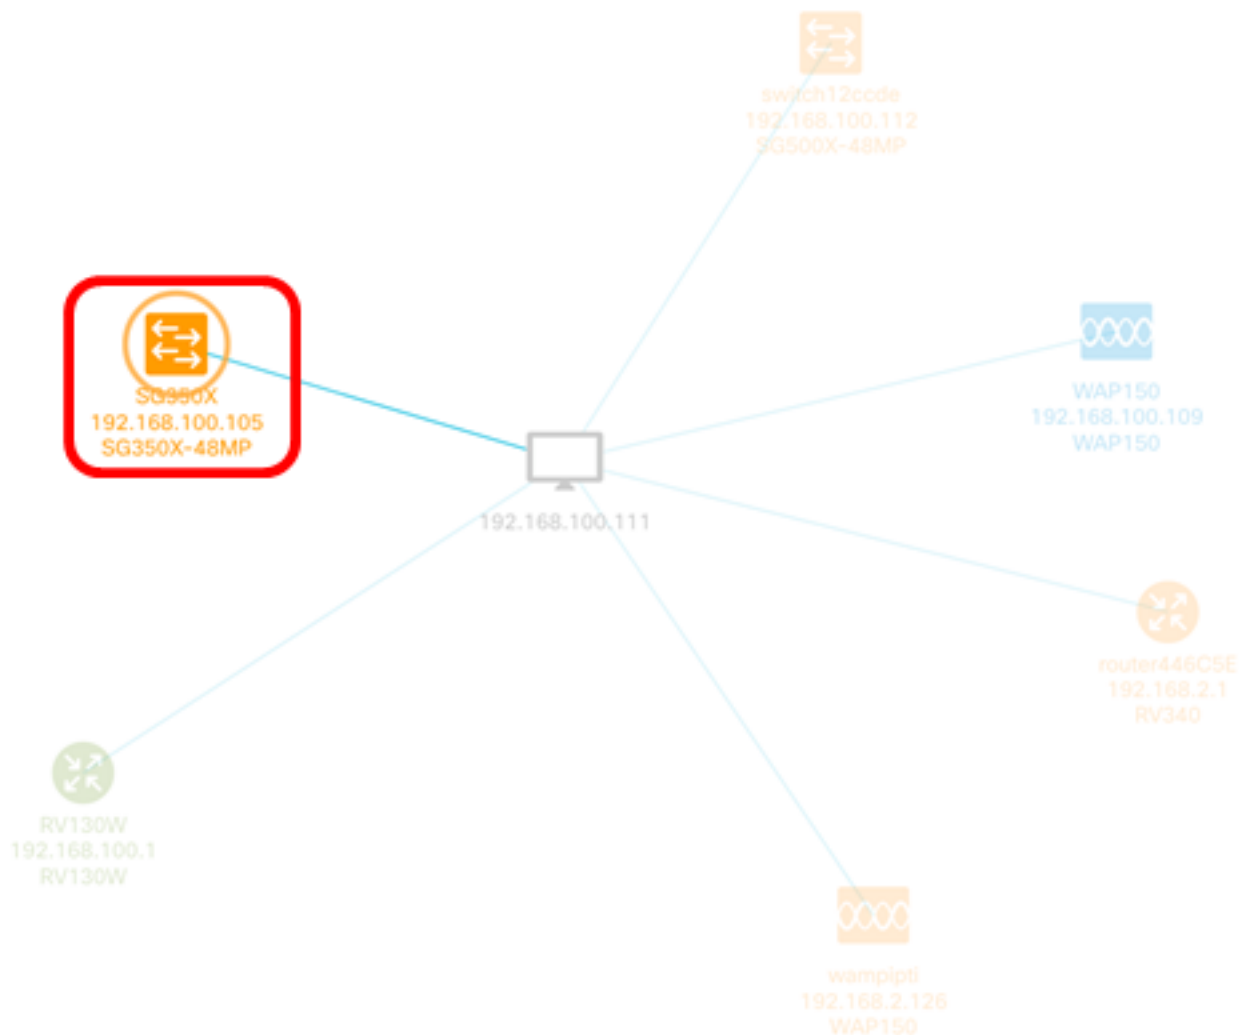 switch12ccde
192.168.100.112
SG500X-48MP
SG350X
192.168.100.105
SG350X-48MP
WAP150
192.168.100.109
WAP150
192.168.100.111
router446C5E
192.168.2.1
RV340
RV130W
192.168.100.1
RV130W
wampipti
192.168.2.126
WAP150